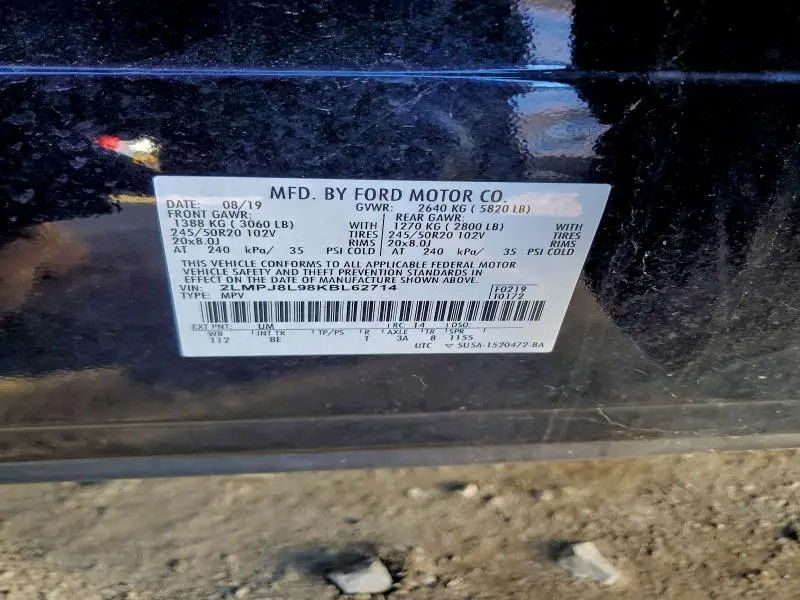 MFD. BY FORD MOTOR CO.
DATE: 08/19 GVWR: 2640 KG ( 5820 LB)
FRONT GAWR: REAR GAWR:
1388 KG ( 3060 LB) WITH 1270 KG ( 2800 LB) WITH
245/50R20 102V TIRES 245/50R20 102V TIRES
20x8.0J RIMS 20x8.0J RIMS
AT 240 kPa/ 35 PSI COLD AT 240 kPa/ 35 PSI COLD
THIS VEHICLE CONFORMS TO ALL APPLICABLE FEDERAL MOTOR
VEHICLE SAFETY AND THEFT PREVENTION STANDARDS IN
EFFECT ON THE DATE OF MANUFACTURE SHOWN ABOVE.
VIN: 2LMPJ8L98KBL62714 F0219
TYPE: MPV T0172
EXT PNT: UM RC: 14 DSO:
WB INT TR TP/PS R AXLE TR SPR
112 BE T 3A 8 1155
UTC ▽ 5U5A-1520472-BA